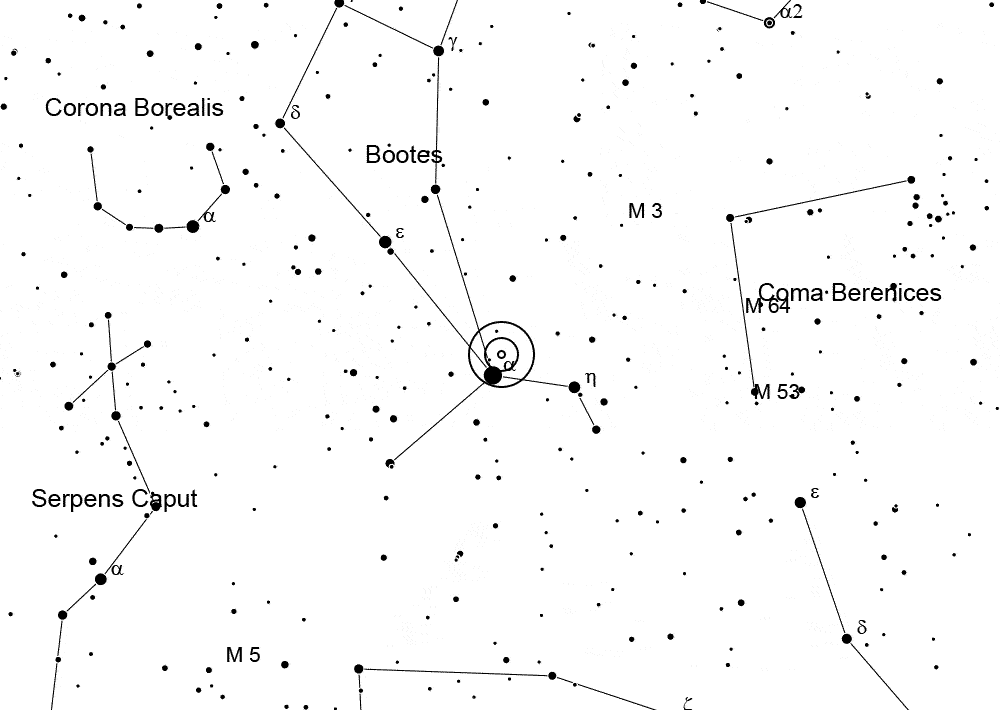 α2
γ
Corona Borealis
δ
Bootes
α
M 3
ε
Coma Berenices
M 64
α
η
M 53
Serpens Caput
ε
α
δ
M 5
ζ